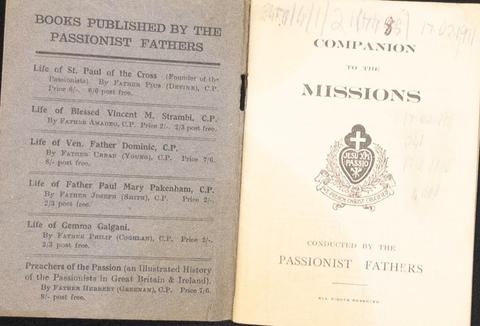 BOOKS PUBLISHED BY THE
PASSIONIST FATHERS
Life of St. Paul of the Cross (Founder of the
Passionists). By FATHER PIUS (DEVINE), C.P.
Price 6/- 6/6 post free.
Life of Blessed Vincent M. Strambi, C.P.
By FATHER AMADEO, C.P. Price 2/- 2/3 post free.
Life of Ven. Father Dominic, C.P.
By FATHER URBAN (YOUNG), C.P. Price 7/6.
8/- post free.
Life of Father Paul Mary Pakenham, C.P.
By FATHER JOSEPH (SMITH), C.P. Price 2/-
2/3 post free.
Life of Gemma Galgani.
By FATHER PHILIP (COGHLAN), C.P. Price 2/-.
2/3 post free.
Preachers of the Passion (an Illustrated History
of the Passionists in Great Britain & Ireland).
By FATHER HERBERT (GREENAN), C.P. Price 7/6.
8/- post free.
COMPANION
TO THE
MISSIONS
JESU XPI
PASSIO
WE PREACH CHRIST CRUCIFIED
CONDUCTED BY THE
PASSIONIST FATHERS
ALL RIGHTS RESERVED